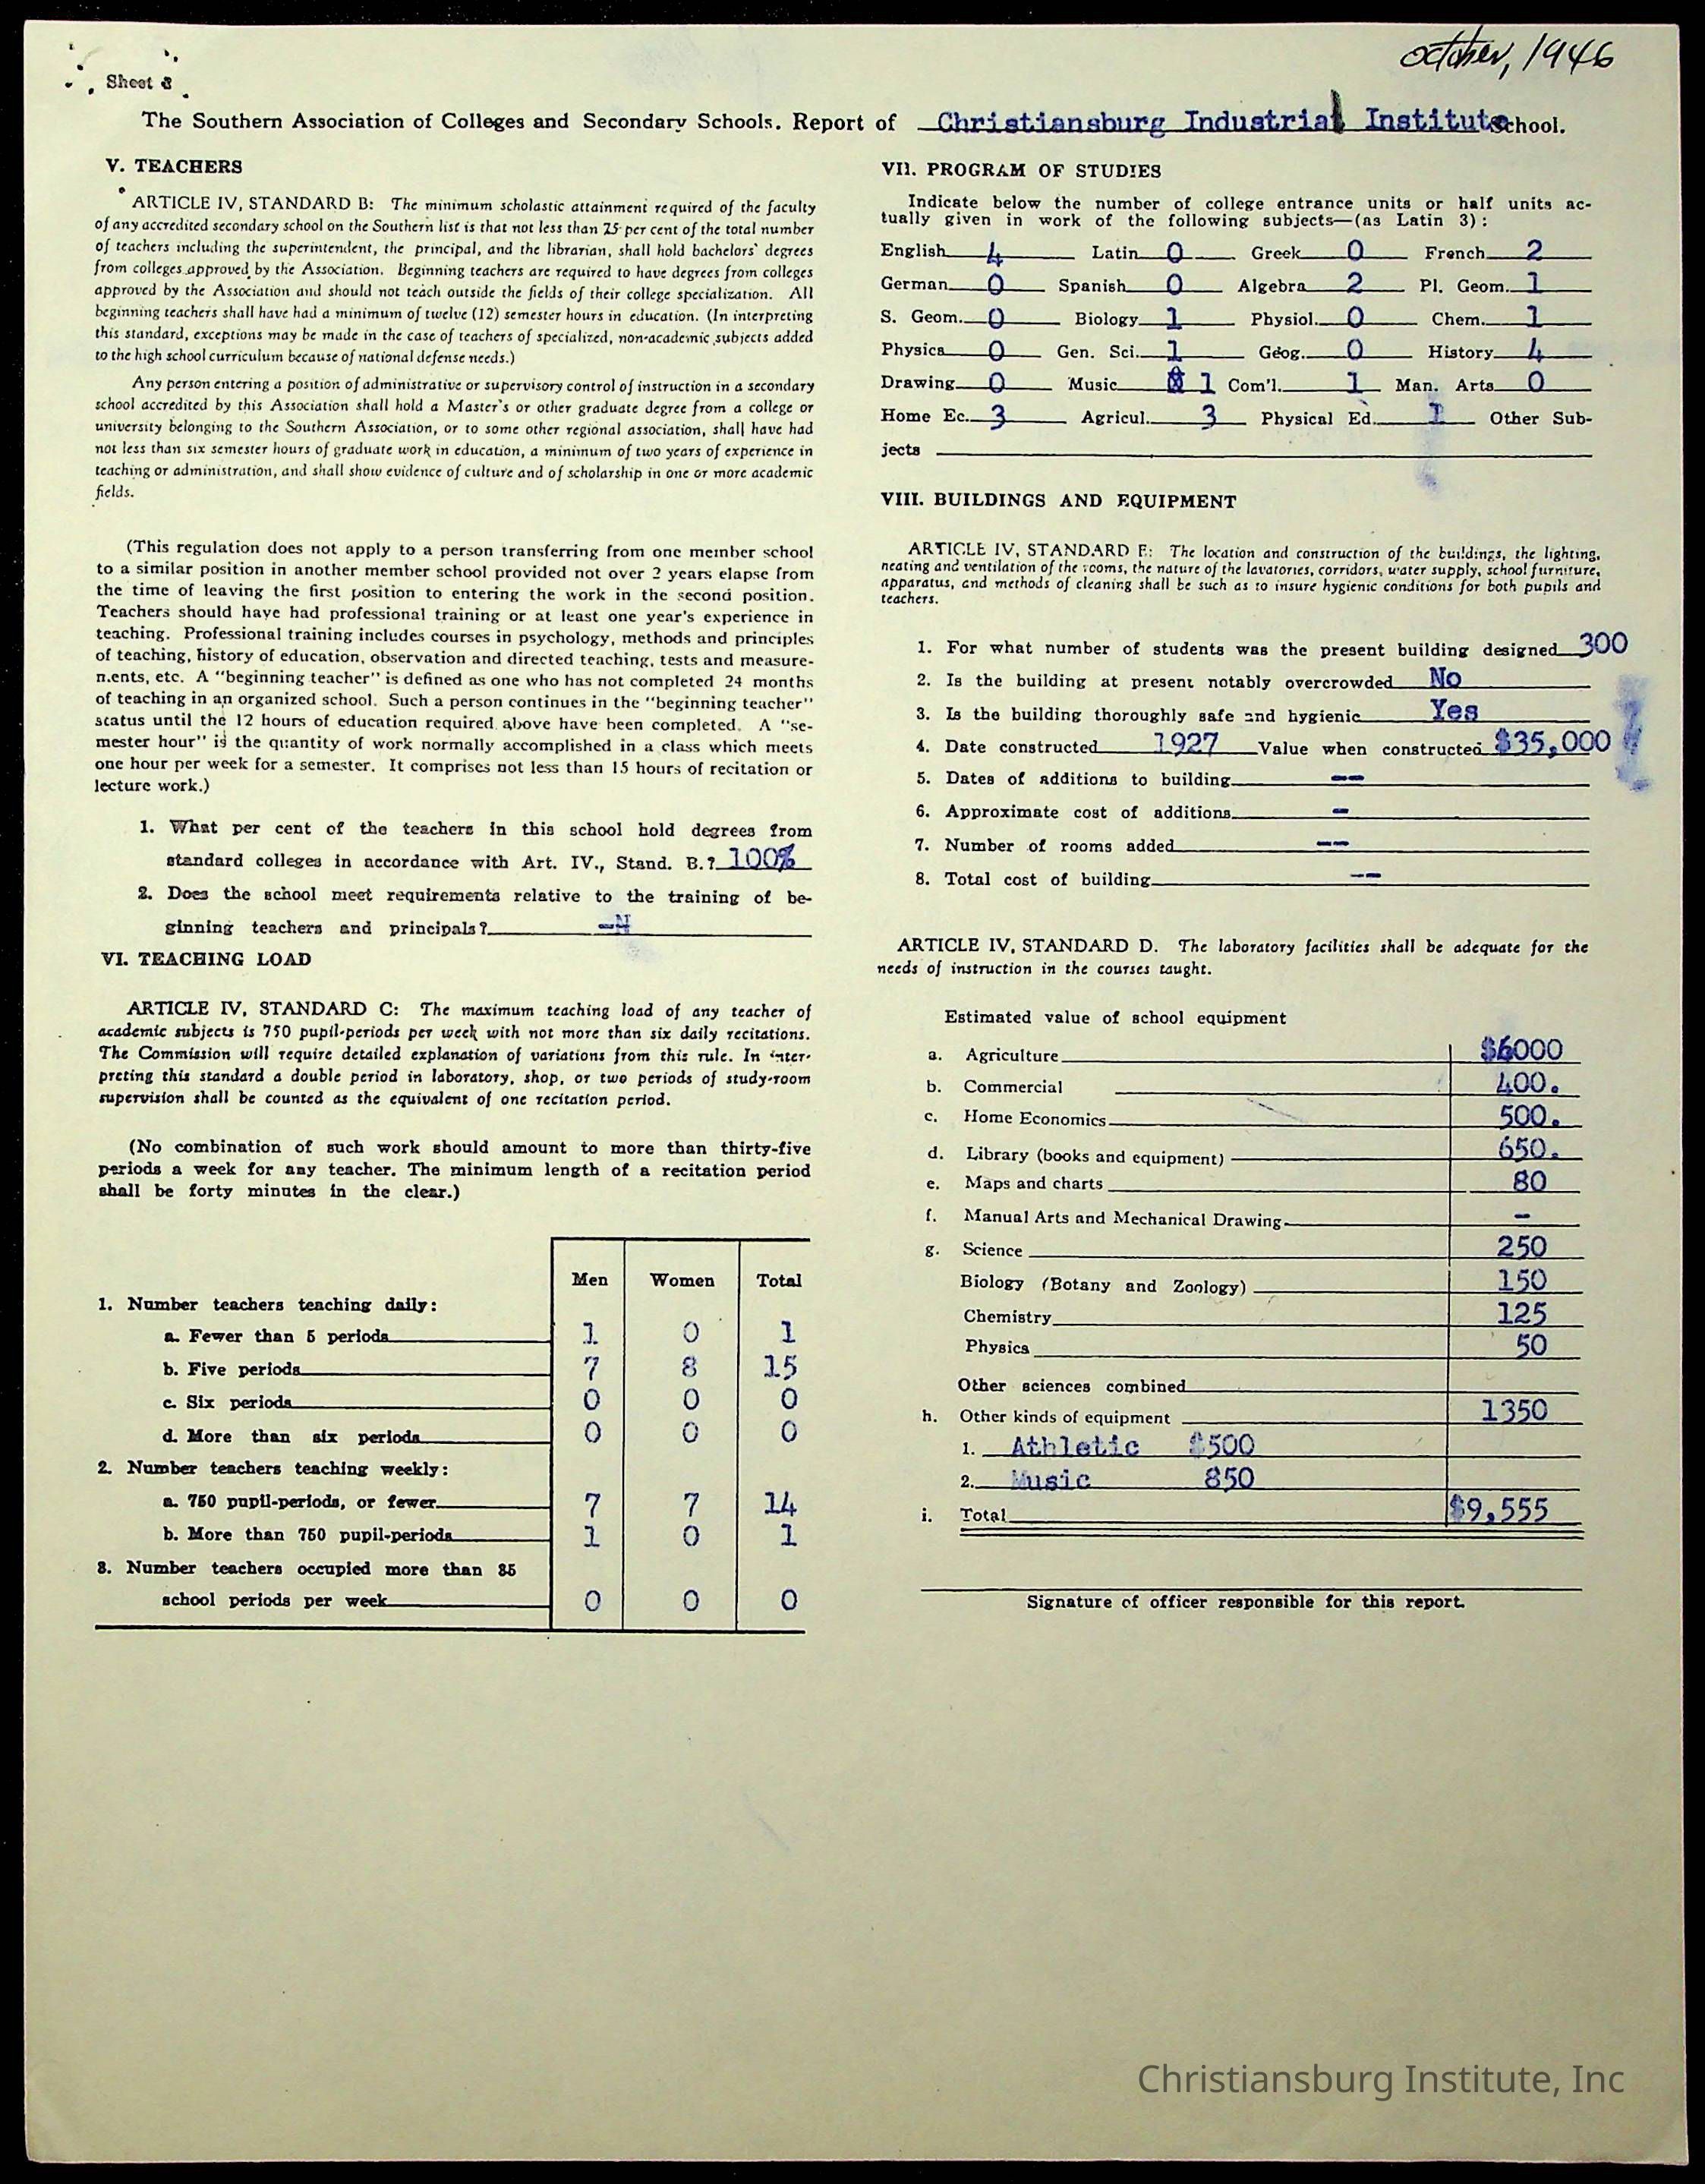 october, 1946
Sheet 3
The Southern Association of Colleges and Secondary Schools. Report of Christiansburg Industrial Institute School.
V. TEACHERS
ARTICLE IV, STANDARD B: The minimum scholastic attainment required of the faculty
of any accredited secondary school on the Southern list is that not less than 75 per cent of the total number
of teachers including the superintendent, the principal, and the librarian, shall hold bachelors' degrees
from colleges approved by the Association. Beginning teachers are required to have degrees from colleges
approved by the Association and should not teach outside the fields of their college specialization. All
beginning teachers shall have had a minimum of twelve (12) semester hours in education. (In interpreting
this standard, exceptions may be made in the case of teachers of specialized, non-academic subjects added
to the high school curriculum because of national defense needs.)
Any person entering a position of administrative or supervisory control of instruction in a secondary
school accredited by this Association shall hold a Master's or other graduate degree from a college or
university belonging to the Southern Association, or to some other regional association, shall have had
not less than six semester hours of graduate work in education, a minimum of two years of experience in
teaching or administration, and shall show evidence of culture and of scholarship in one or more academic
fields.
(This regulation does not apply to a person transferring from one member school
to a similar position in another member school provided not over 2 years elapse from
the time of leaving the first position to entering the work in the second position.
Teachers should have had professional training or at least one year's experience in
teaching. Professional training includes courses in psychology, methods and principles
of teaching, history of education, observation and directed teaching, tests and measure-
ments, etc. A "beginning teacher" is defined as one who has not completed 24 months
of teaching in an organized school. Such a person continues in the "beginning teacher"
status until the 12 hours of education required above have been completed. A "se-
mester hour" is the quantity of work normally accomplished in a class which meets
one hour per week for a semester. It comprises not less than 15 hours of recitation or
lecture work.)
1. What per cent of the teachers in this school hold degrees from
standard colleges in accordance with Art. IV., Stand. B.? 100%
2. Does the school meet requirements relative to the training of be-
ginning teachers and principals?
VI. TEACHING LOAD
ARTICLE IV, STANDARD C: The maximum teaching load of any teacher of
academic subjects is 750 pupil-periods per week with not more than six daily recitations.
The Commission will require detailed explanation of variations from this rule. In inter-
preting this standard a double period in laboratory, shop, or two periods of study-room
supervision shall be counted as the equivalent of one recitation period.
(No combination of such work should amount to more than thirty-five
periods a week for any teacher. The minimum length of a recitation period
shall be forty minutes in the clear.)
Men Women Total
1. Number teachers teaching daily:
a. Fewer than 5 periods 1 0 1
b. Five periods 7 8 15
c. Six periods 0 0 0
d. More than six periods 0 0 0
2. Number teachers teaching weekly:
a. 750 pupil-periods, or fewer 7 7 14
b. More than 750 pupil-periods 1 0 1
3. Number teachers occupied more than 35
school periods per week 0 0 0
VII. PROGRAM OF STUDIES
Indicate below the number of college entrance units or half units ac-
tually given in work of the following subjects—(as Latin 3):
English 4 Latin 0 Greek 0 French 2
German 0 Spanish 0 Algebra 2 Pl. Geom. 1
S. Geom. 0 Biology 1 Physiol. 0 Chem. 1
Physics 0 Gen. Sci. 1 Geog. 0 History 4
Drawing 0 Music 1 Com'l. 1 Man. Arts 0
Home Ec. 3 Agricul. 3 Physical Ed. 1 Other Sub-
jects
VIII. BUILDINGS AND EQUIPMENT
ARTICLE IV, STANDARD E: The location and construction of the buildings, the lighting,
heating and ventilation of the rooms, the nature of the lavatories, corridors, water supply, school furniture,
apparatus, and methods of cleaning shall be such as to insure hygienic conditions for both pupils and
teachers.
1. For what number of students was the present building designed 300
2. Is the building at present notably overcrowded No
3. Is the building thoroughly safe and hygienic Yes
4. Date constructed 1927 Value when constructed $35,000
5. Dates of additions to building --
6. Approximate cost of additions -
7. Number of rooms added --
8. Total cost of building --
ARTICLE IV, STANDARD D. The laboratory facilities shall be adequate for the
needs of instruction in the courses taught.
Estimated value of school equipment
a. Agriculture $6000
b. Commercial 400.
c. Home Economics 500.
d. Library (books and equipment) 650.
e. Maps and charts 80
f. Manual Arts and Mechanical Drawing -
g. Science 250
Biology (Botany and Zoology) 150
Chemistry 125
Physics 50
Other sciences combined
h. Other kinds of equipment 1350
1. Athletic $500
2. Music 850
i. Total $9,555
Signature of officer responsible for this report.
Christiansburg Institute, Inc